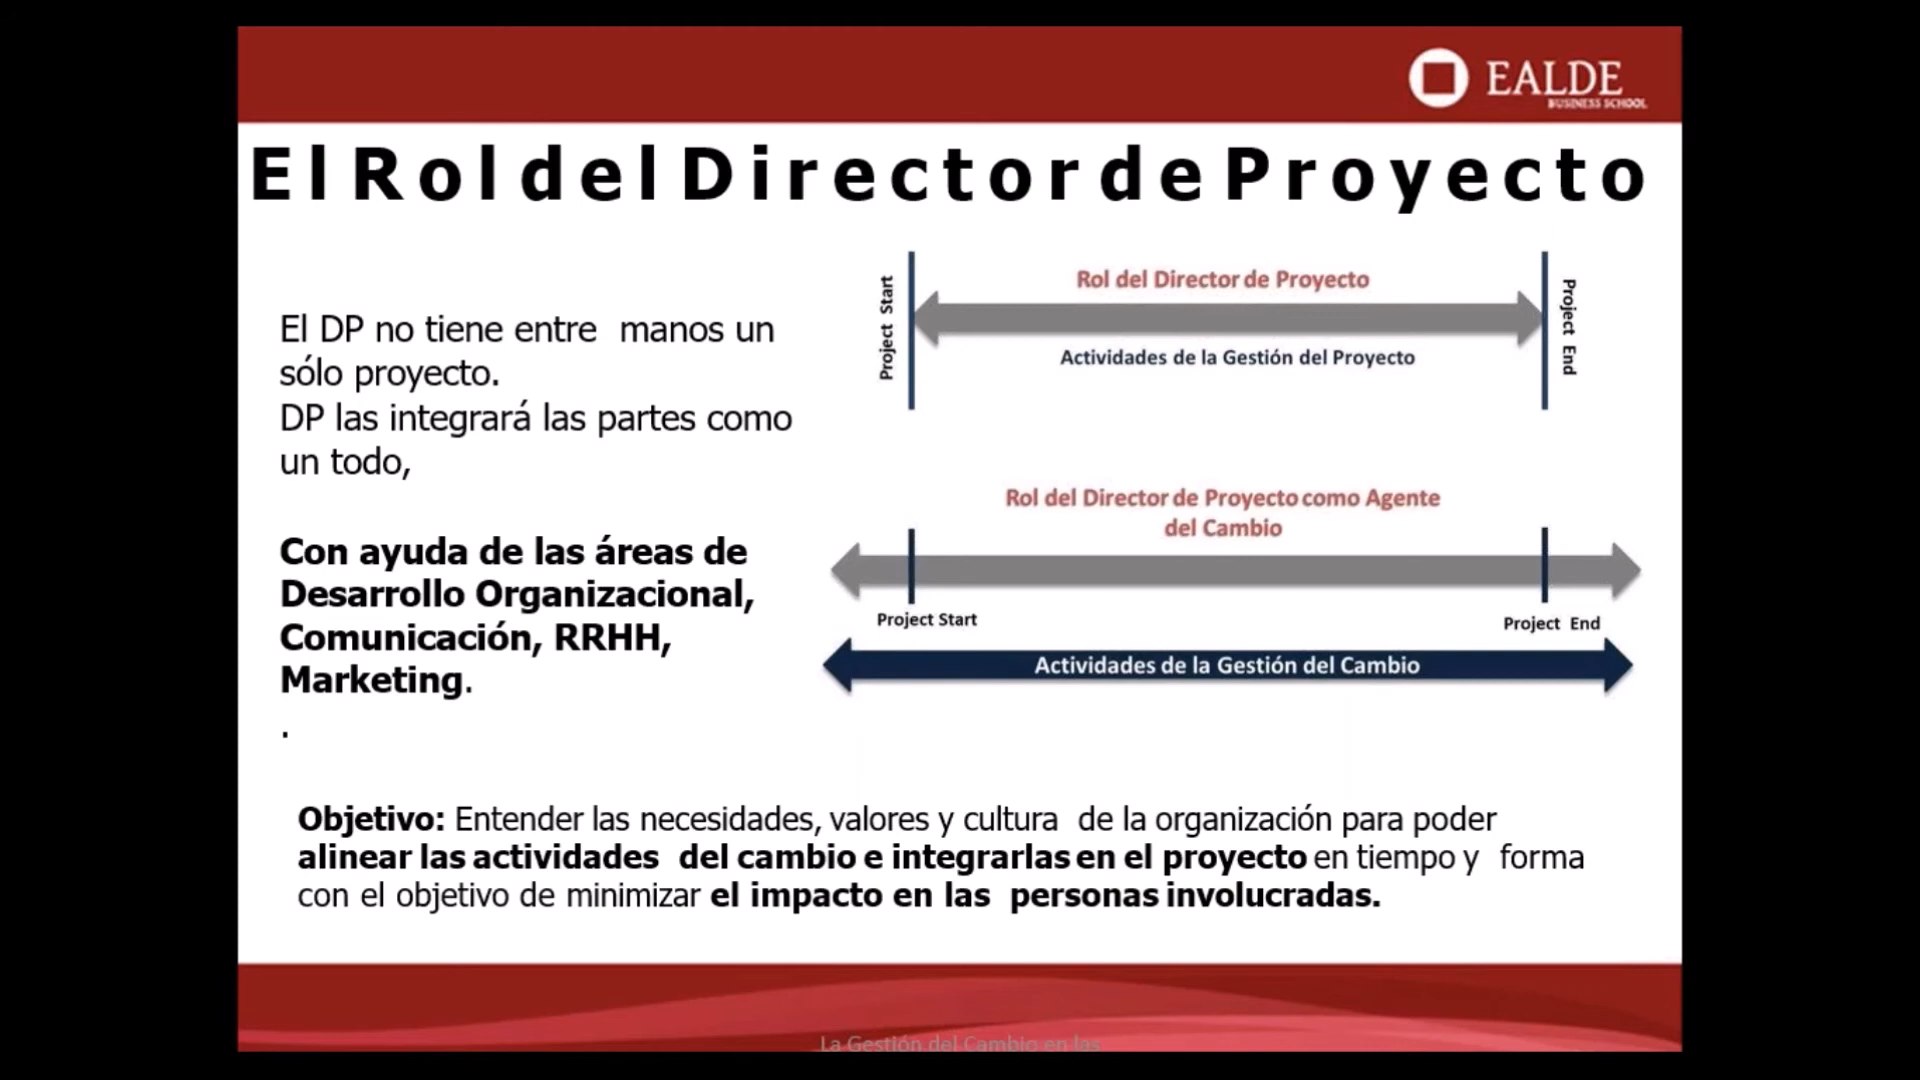 EALDE
BUSINESS SCHOOL
El Rol del Director de Proyecto
El DP no tiene entre manos un
sólo proyecto.
DP las integrará las partes como
un todo,
Con ayuda de las áreas de
Desarrollo Organizacional,
Comunicación, RRHH,
Marketing.
.
Project Start
Rol del Director de Proyecto
Actividades de la Gestión del Proyecto
Project End
Rol del Director de Proyecto como Agente
del Cambio
Project Start
Project End
Actividades de la Gestión del Cambio
Objetivo: Entender las necesidades, valores y cultura de la organización para poder
alinear las actividades del cambio e integrarlas en el proyecto en tiempo y forma
con el objetivo de minimizar el impacto en las personas involucradas.
La Gestión del Cambio en las